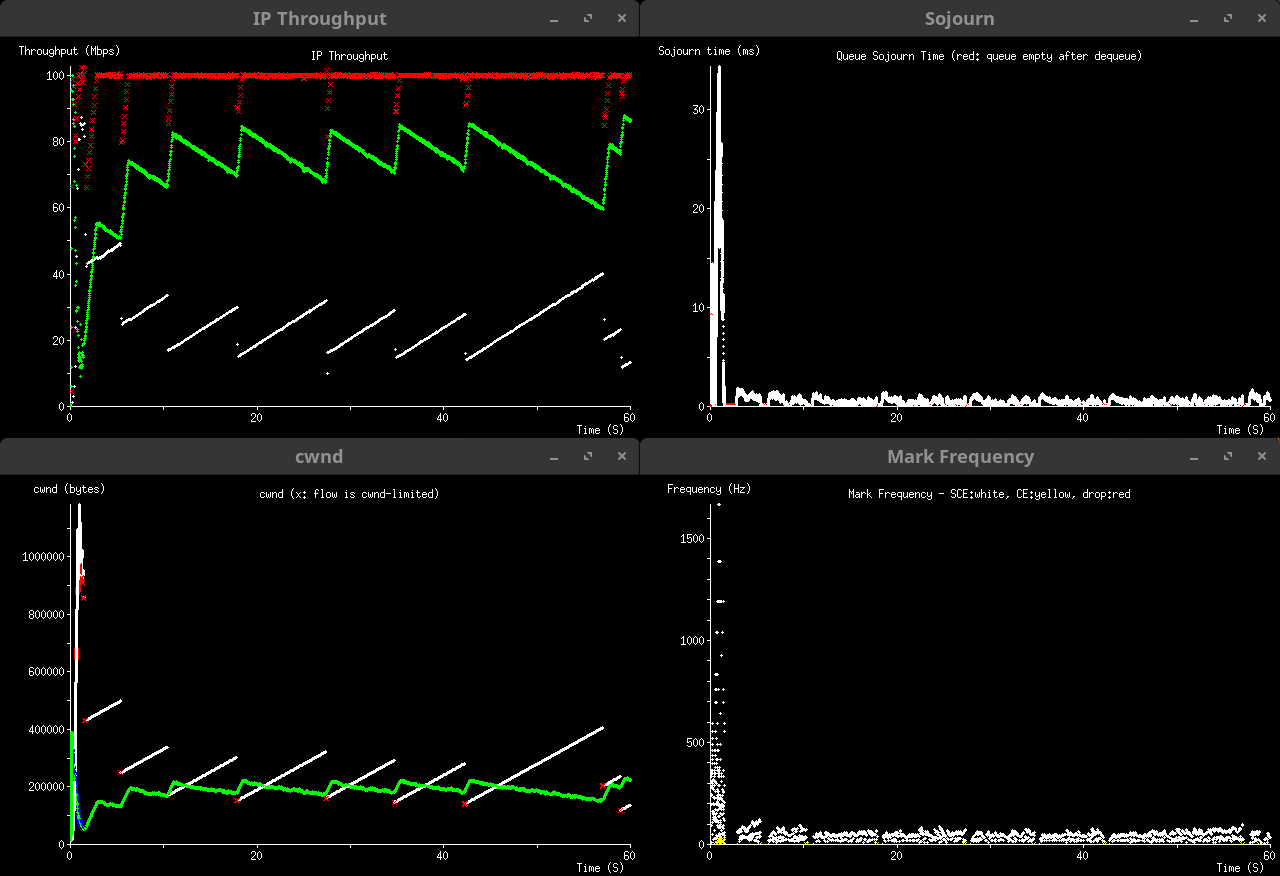 IP Throughput
Throughput (Mbps)
IP Throughput
100
80
60
40
20
0
0
20
40
60
Time (S)
Sojourn
Sojourn time (ms)
Queue Sojourn Time (red: queue empty after dequeue)
30
20
10
0
0
20
40
60
Time (S)
cwnd
cwnd (bytes)
cwnd (x: flow is cwnd-limited)
1000000
800000
600000
400000
200000
0
0
20
40
60
Time (S)
Mark Frequency
Frequency (Hz)
Mark Frequency - SCE:white, CE:yellow, drop:red
1500
1000
500
0
0
20
40
60
Time (S)